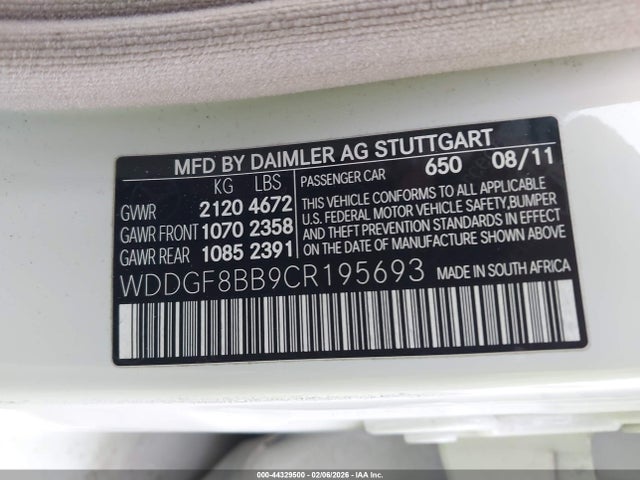 MFD BY DAIMLER AG STUTTGART
KG LBS PASSENGER CAR 650 08/11
GVWR 2120 4672
GAWR FRONT 1070 2358
GAWR REAR 1085 2391
THIS VEHICLE CONFORMS TO ALL APPLICABLE
U.S. FEDERAL MOTOR VEHICLE SAFETY,BUMPER
AND THEFT PREVENTION STANDARDS IN EFFECT
ON THE DATE OF MANUFACTURE SHOWN ABOVE.
WDDGF8BB9CR195693 MADE IN SOUTH AFRICA
000-44329500 - 02/06/2026 - IAAI.COM